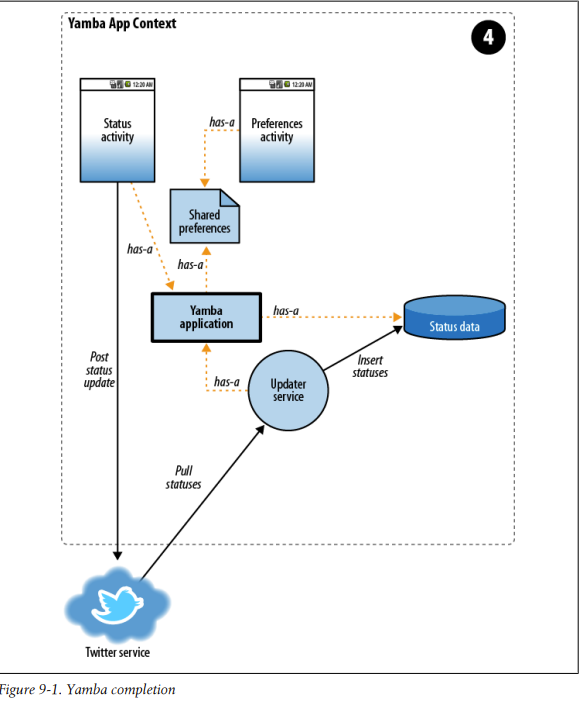 Yamba App Context
4
12:20 AM
12:20 AM
Status
activity
has-a
Preferences
activity
Shared
preferences
has-a
has-a
Yamba
application
has-a
Status data
Post
status
update
has-a
Updater
service
Insert
statuses
Pull
statuses
Twitter service
Figure 9-1. Yamba completion